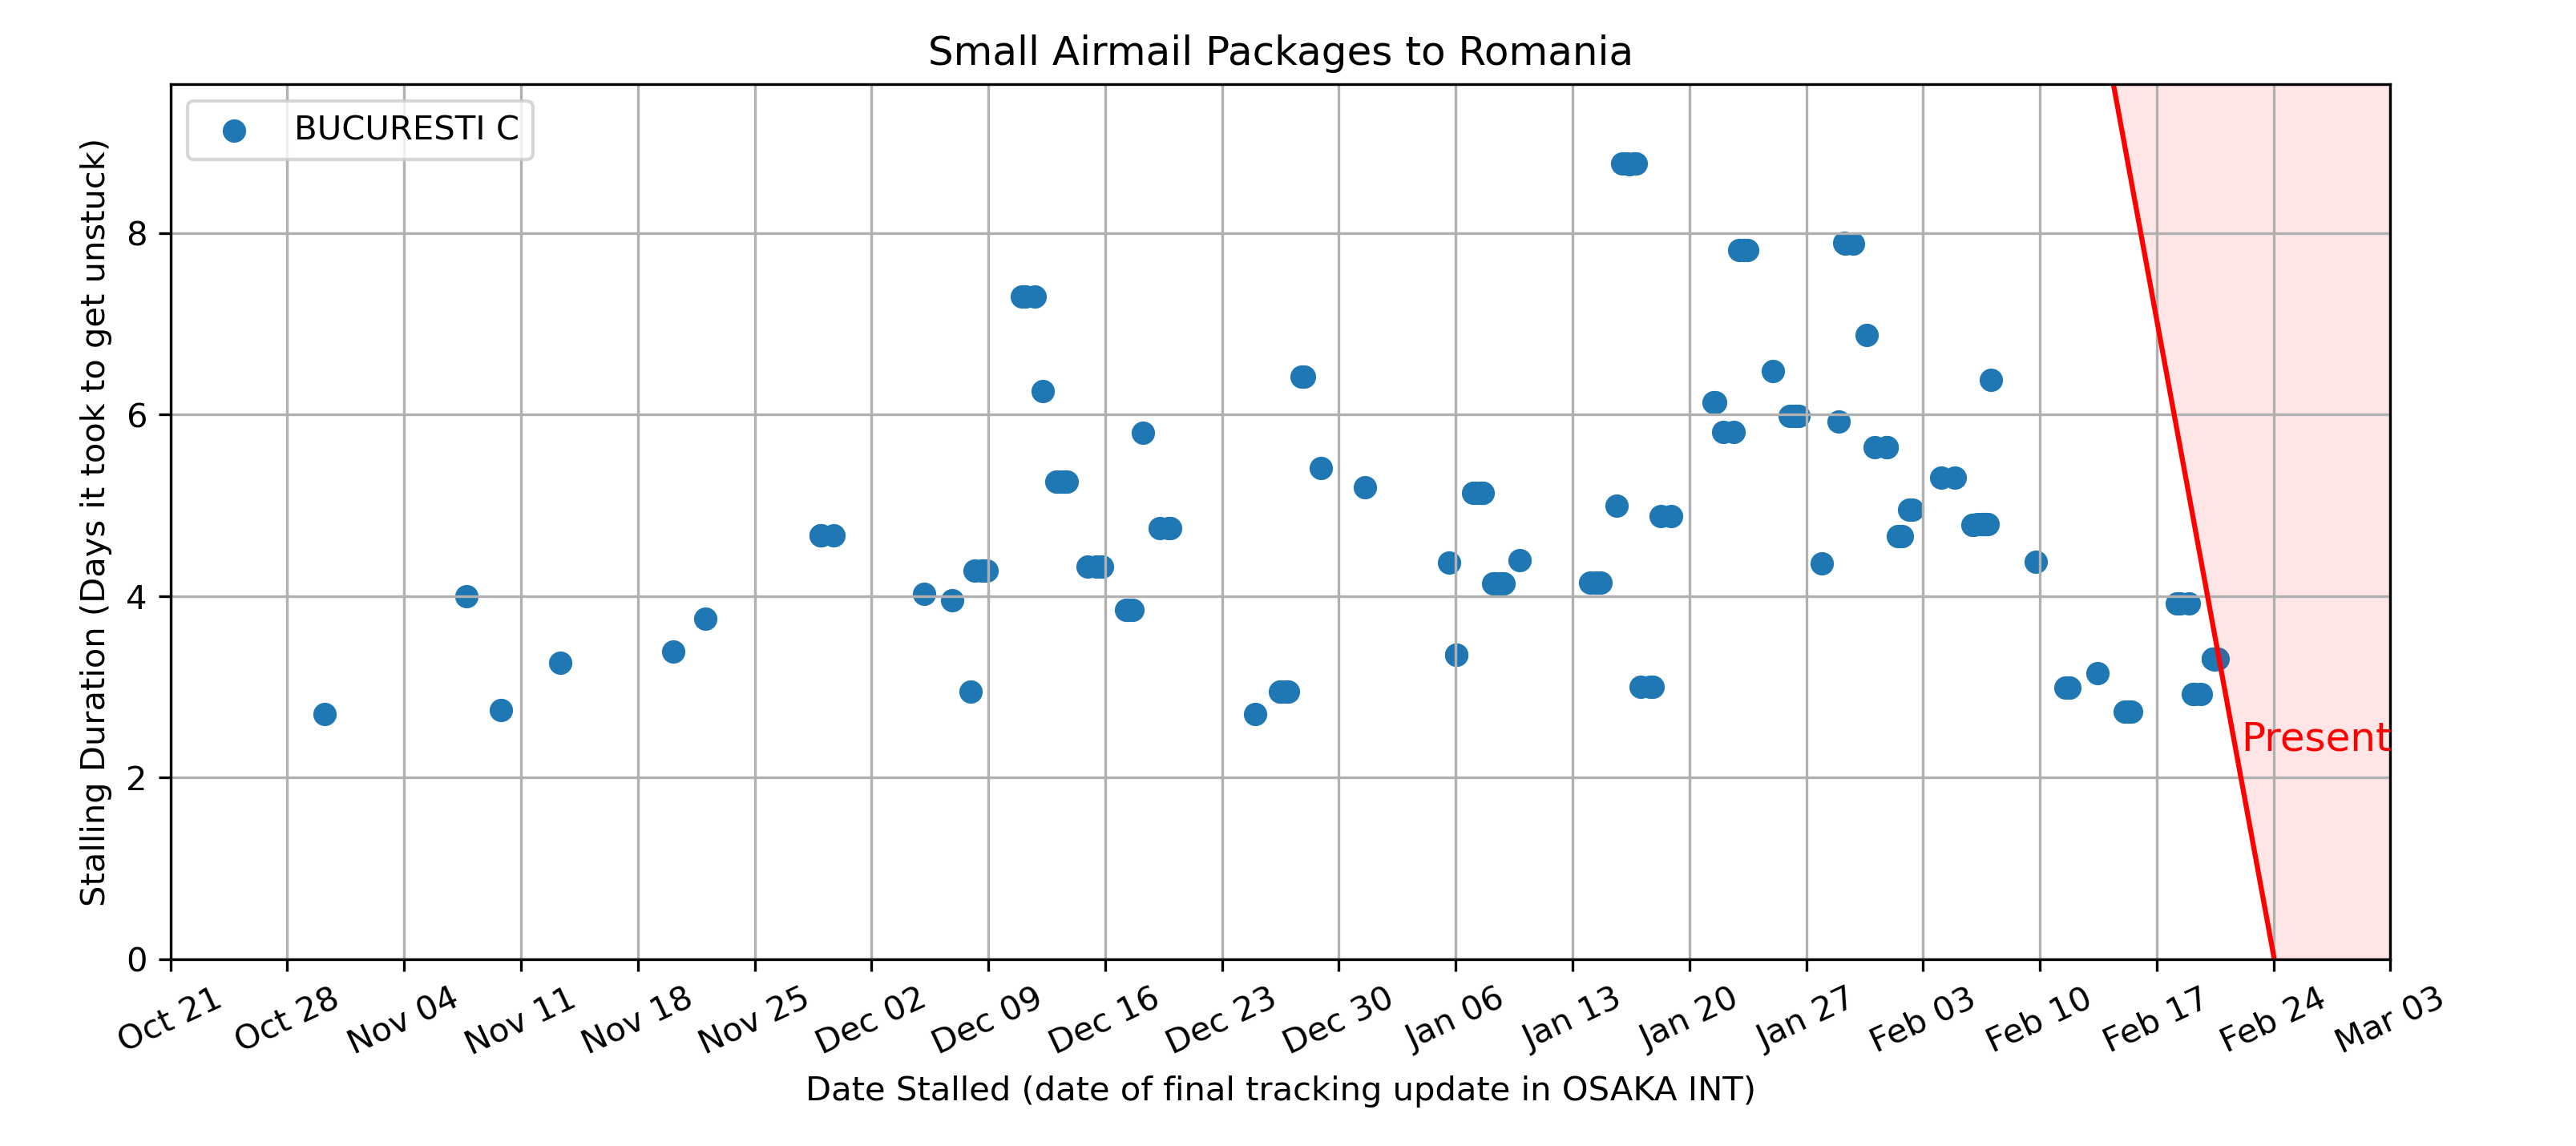 Small Airmail Packages to Romania
BUCURESTI C
Stalling Duration (Days it took to get unstuck)
8
6
4
2
0
Present
Oct 21
Oct 28
Nov 04
Nov 11
Nov 18
Nov 25
Dec 02
Dec 09
Dec 16
Dec 23
Dec 30
Jan 06
Jan 13
Jan 20
Jan 27
Feb 03
Feb 10
Feb 17
Feb 24
Mar 03
Date Stalled (date of final tracking update in OSAKA INT)